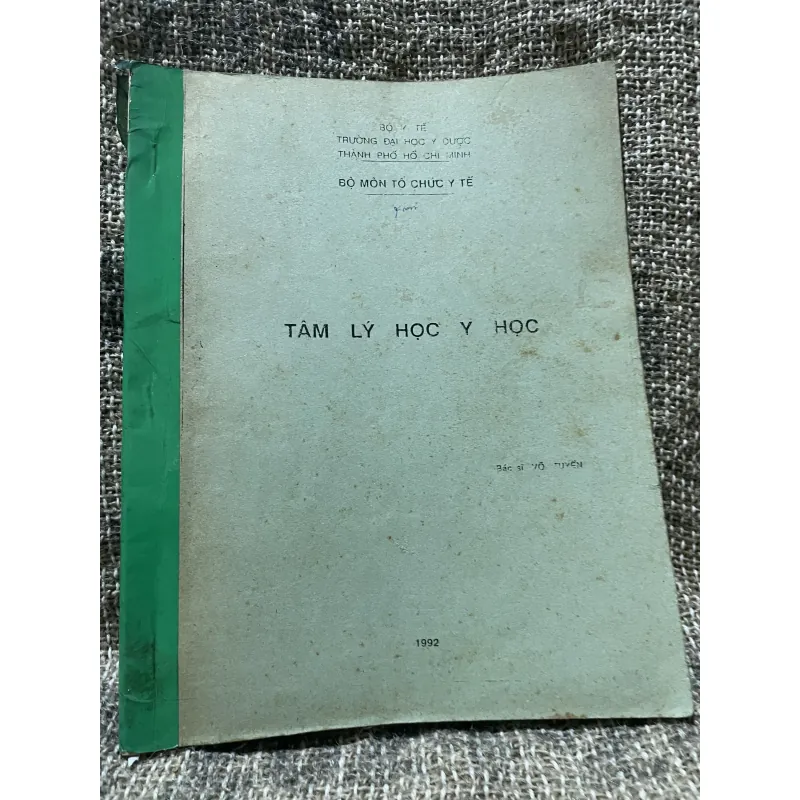 BỘ Y TẾ
TRƯỜNG ĐẠI HỌC Y DƯỢC
THÀNH PHỐ HỒ CHÍ MINH
BỘ MÔN TỔ CHỨC Y TẾ
TÂM LÝ HỌC Y HỌC
Bác sĩ VÕ
1992